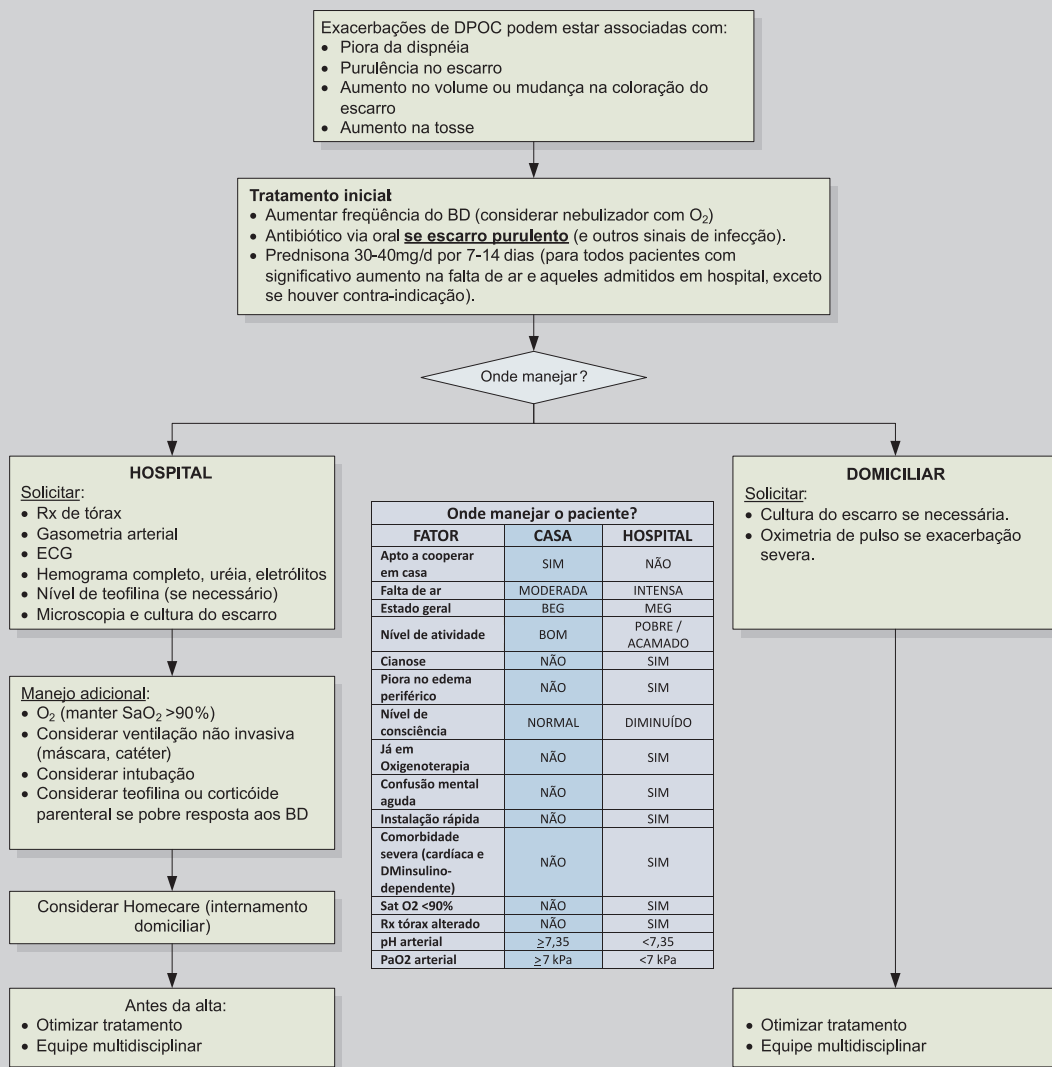 Exacerbações de DPOC podem estar associadas com:
• Piora da dispnéia
• Purulência no escarro
• Aumento no volume ou mudança na coloração do
escarro
• Aumento na tosse
Tratamento inicial:
• Aumentar freqüência do BD (considerar nebulizador com O₂)
• Antibiótico via oral se escarro purulento (e outros sinais de infecção).
• Prednisona 30-40mg/d por 7-14 dias (para todos pacientes com
significativo aumento na falta de ar e aqueles admitidos em hospital, exceto
se houver contra-indicação).
Onde manejar?
HOSPITAL
Solicitar:
• Rx de tórax
• Gasometria arterial
• ECG
• Hemograma completo, uréia, eletrólitos
• Nível de teofilina (se necessário)
• Microscopia e cultura do escarro
Manejo adicional:
• O₂ (manter SaO₂ >90%)
• Considerar ventilação não invasiva
(máscara, catéter)
• Considerar intubação
• Considerar teofilina ou corticóide
parenteral se pobre resposta aos BD
Considerar Homecare (internamento
domiciliar)
Antes da alta:
• Otimizar tratamento
• Equipe multidisciplinar
Onde manejar o paciente?
FATOR CASA HOSPITAL
Apto a cooperar
em casa SIM NÃO
Falta de ar MODERADA INTENSA
Estado geral BEG MEG
Nível de atividade BOM POBRE /
ACAMADO
Cianose NÃO SIM
Piora no edema
periférico NÃO SIM
Nível de
consciência NORMAL DIMINUÍDO
Já em
Oxigenoterapia NÃO SIM
Confusão mental
aguda NÃO SIM
Instalação rápida NÃO SIM
Comorbidade
severa (cardíaca e NÃO SIM
DMinsulino-
dependente)
Sat O2 <90% NÃO SIM
Rx tórax alterado NÃO SIM
pH arterial ≥7,35 <7,35
PaO2 arterial ≥7 kPa <7 kPa
DOMICILIAR
Solicitar:
• Cultura do escarro se necessária.
• Oximetria de pulso se exacerbação
severa.
• Otimizar tratamento
• Equipe multidisciplinar